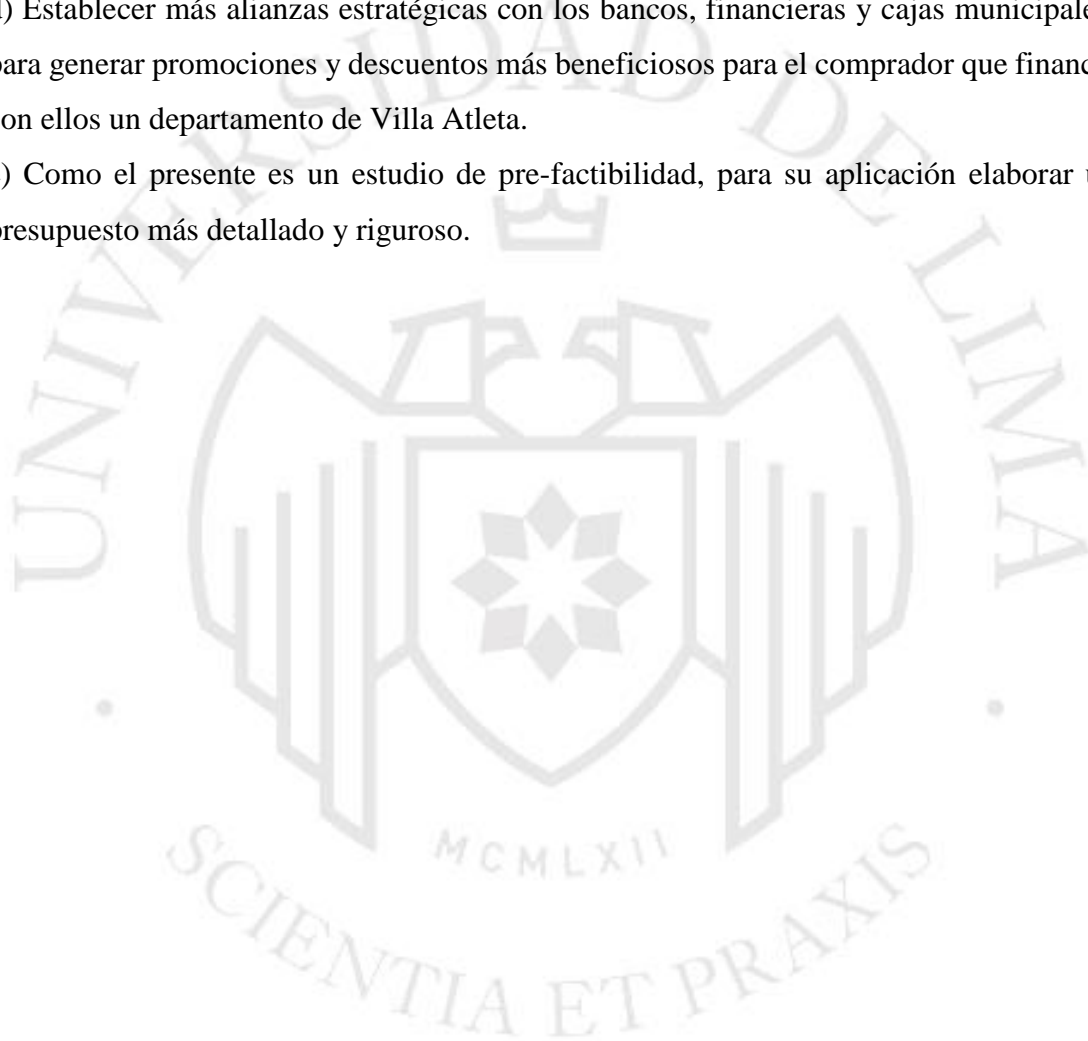 d) Establecer más alianzas estratégicas con los bancos, financieras y cajas municipale
para generar promociones y descuentos más beneficiosos para el comprador que financ
on ellos un departamento de Villa Atleta.
) Como el presente es un estudio de pre-factibilidad, para su aplicación elaborar u
presupuesto más detallado y riguroso.
UNIVERSIDAD DE LIMA
MCMLXII
SCIENTIA ET PRAXIS